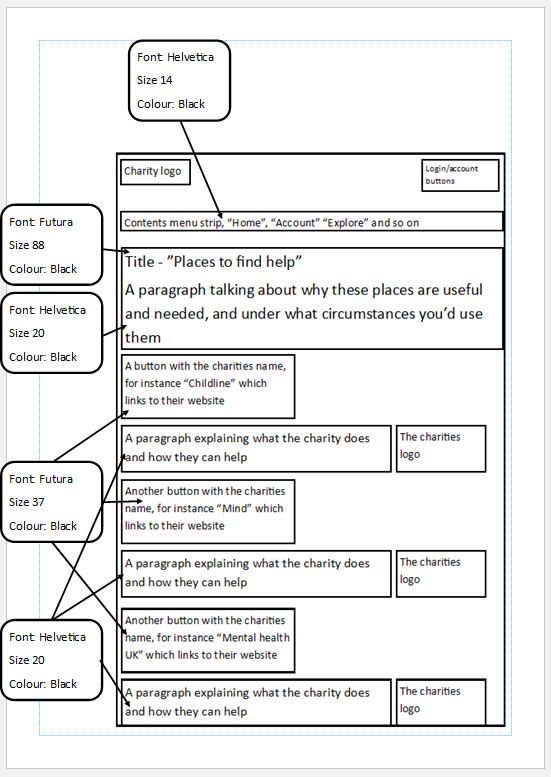 Font: Helvetica
Size 14
Colour: Black
Charity logo
Login/account
buttons
Contents menu strip, “Home”, “Account” “Explore” and so on
Font: Futura
Size 88
Colour: Black
Title - ”Places to find help”
A paragraph talking about why these places are useful
and needed, and under what circumstances you’d use
them
Font: Helvetica
Size 20
Colour: Black
A button with the charities name,
for instance “Childline” which
links to their website
A paragraph explaining what the charity does
and how they can help
The charities
logo
Font: Futura
Size 37
Colour: Black
Another button with the charities
name, for instance “Mind” which
links to their website
A paragraph explaining what the charity does
and how they can help
The charities
logo
Another button with the charities
name, for instance “Mental health
UK” which links to their website
Font: Helvetica
Size 20
Colour: Black
A paragraph explaining what the charity does
and how they can help
The charities
logo